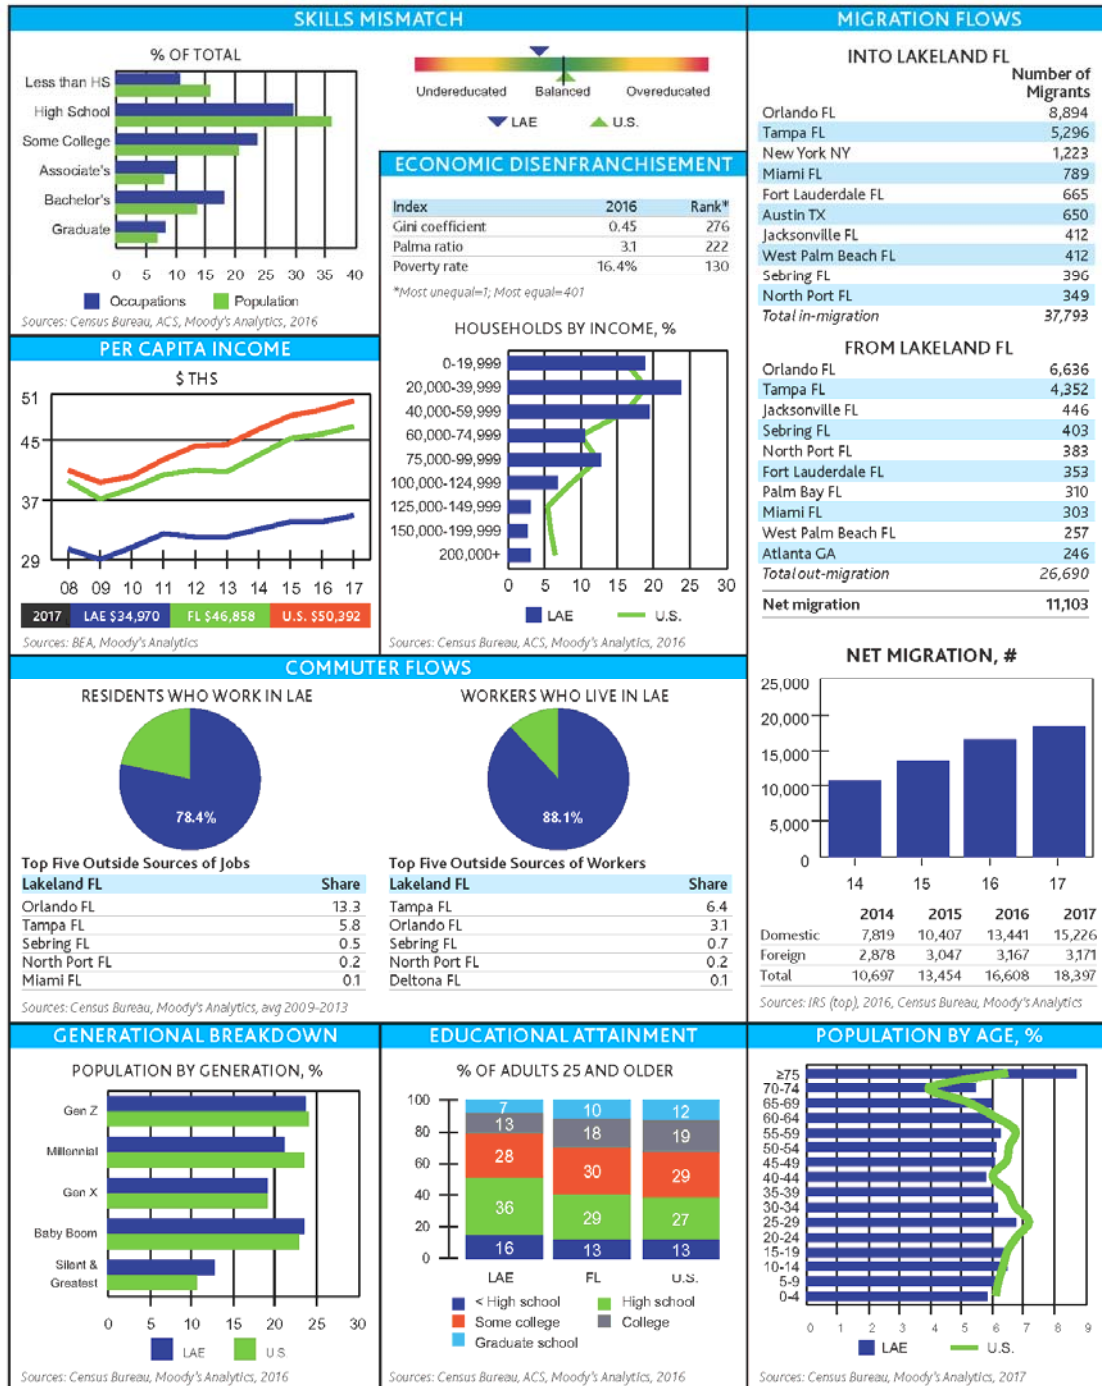 SKILLS MISMATCH
% OF TOTAL
Less than HS
High School
Some College
Associate's
Bachelor's
Graduate
0 5 10 15 20 25 30 35 40
Occupations Population
Sources: Census Bureau, ACS, Moody's Analytics, 2016
Undereducated Balanced Overeducated
LAE U.S.
ECONOMIC DISENFRANCHISEMENT
Index 2016 Rank*
Gini coefficient 0.45 276
Palma ratio 3.1 222
Poverty rate 16.4% 130
*Most unequal=1; Most equal=401
HOUSEHOLDS BY INCOME, %
0-19,999
20,000-39,999
40,000-59,999
60,000-74,999
75,000-99,999
100,000-124,999
125,000-149,999
150,000-199,999
200,000+
0 5 10 15 20 25 30
LAE U.S.
Sources: Census Bureau, ACS, Moody's Analytics, 2016
PER CAPITA INCOME
$ THS
51
45
37
29
08 09 10 11 12 13 14 15 16 17
2017 LAE $34,970 FL $46,858 U.S. $50,392
Sources: BEA, Moody's Analytics
MIGRATION FLOWS
INTO LAKELAND FL
Number of
Migrants
Orlando FL 8,894
Tampa FL 5,296
New York NY 1,223
Miami FL 789
Fort Lauderdale FL 665
Austin TX 650
Jacksonville FL 412
West Palm Beach FL 412
Sebring FL 396
North Port FL 349
Total in-migration 37,793
FROM LAKELAND FL
Orlando FL 6,636
Tampa FL 4,352
Jacksonville FL 446
Sebring FL 403
North Port FL 383
Fort Lauderdale FL 353
Palm Bay FL 310
Miami FL 303
West Palm Beach FL 257
Atlanta GA 246
Total out-migration 26,690
Net migration 11,103
NET MIGRATION, #
25,000
20,000
15,000
10,000
5,000
0
14 15 16 17
2014 2015 2016 2017
Domestic 7,819 10,407 13,441 15,226
Foreign 2,878 3,047 3,167 3,171
Total 10,697 13,454 16,608 18,397
Sources: IRS (top), 2016, Census Bureau, Moody's Analytics
COMMUTER FLOWS
RESIDENTS WHO WORK IN LAE
78.4%
Top Five Outside Sources of Jobs
Lakeland FL Share
Orlando FL 13.3
Tampa FL 5.8
Sebring FL 0.5
North Port FL 0.2
Miami FL 0.1
Sources: Census Bureau, Moody's Analytics, avg 2009-2013
WORKERS WHO LIVE IN LAE
88.1%
Top Five Outside Sources of Workers
Lakeland FL Share
Tampa FL 6.4
Orlando FL 3.1
Sebring FL 0.7
North Port FL 0.2
Deltona FL 0.1
GENERATIONAL BREAKDOWN
POPULATION BY GENERATION, %
Gen Z
Millennial
Gen X
Baby Boom
Silent &
Greatest
0 5 10 15 20 25 30
LAE U.S.
Sources: Census Bureau, Moody's Analytics, 2016
EDUCATIONAL ATTAINMENT
% OF ADULTS 25 AND OLDER
100
80
60
40
20
0
7 10 12
13 18 19
28 30 29
36 29 27
16 13 13
LAE FL U.S.
< High school High school
Some college College
Graduate school
Sources: Census Bureau, ACS, Moody's Analytics, 2016
POPULATION BY AGE, %
≥75
70-74
65-69
60-64
55-59
50-54
45-49
40-44
35-39
30-34
25-29
20-24
15-19
10-14
5-9
0-4
0 1 2 3 4 5 6 7 8 9
LAE U.S.
Sources: Census Bureau, Moody's Analytics, 2017